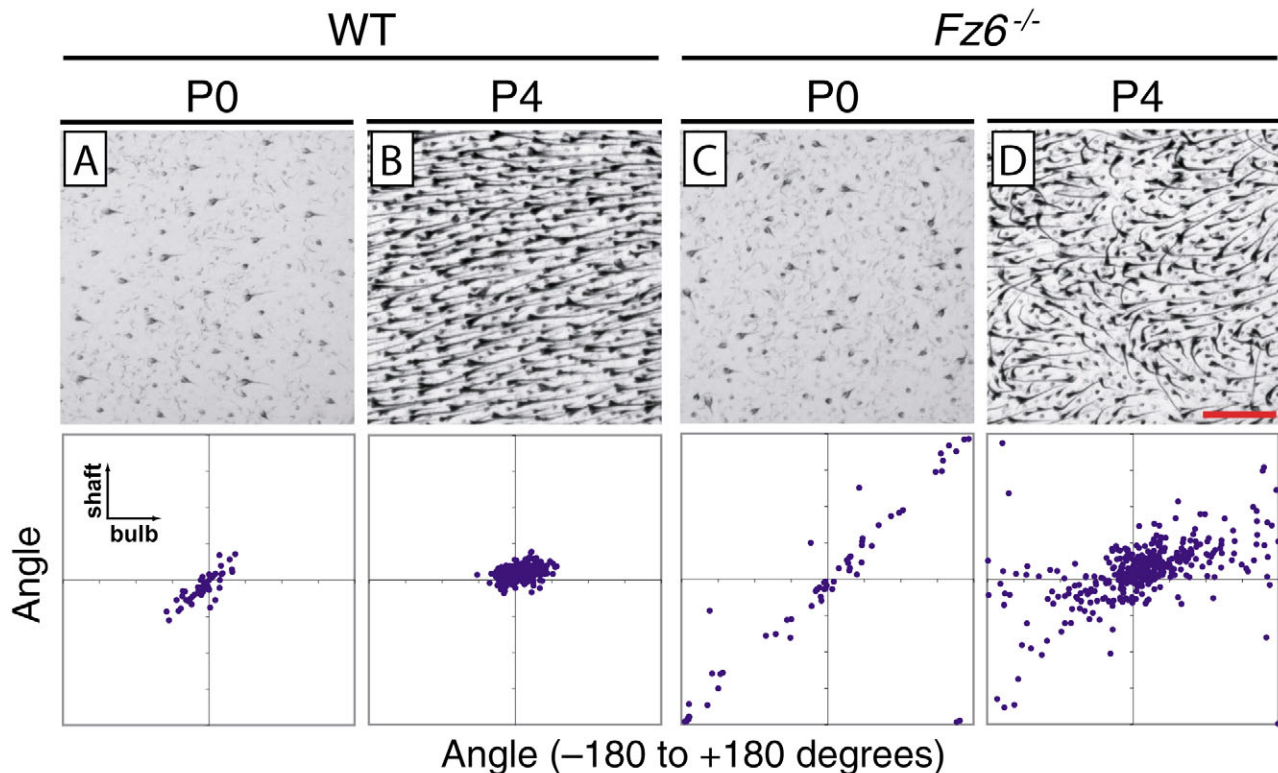 WT
Fz6-/-
P0
P4
P0
P4
A
B
C
D
shaft
bulb
Angle
Angle (–180 to +180 degrees)